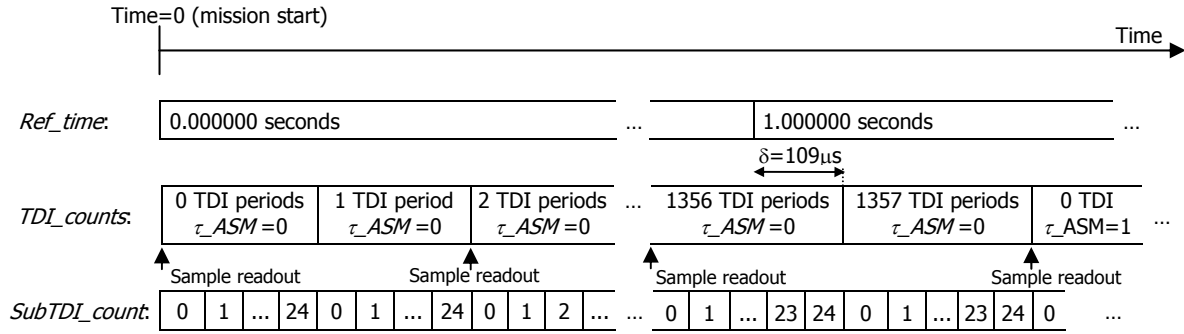 Time=0 (mission start)
Time
Ref_time: 0.000000 seconds ... 1.000000 seconds ...
δ=109μs
0 TDI periods 1 TDI period 2 TDI periods 1356 TDI periods 1357 TDI periods 0 TDI
TDI_counts: ... ...
τ_ASM =0 τ_ASM =0 τ_ASM =0 τ_ASM =0 τ_ASM =0 τ_ASM=1
Sample readout Sample readout Sample readout Sample readout
SubTDI_count: 0 1 ... 24 0 1 ... 24 0 1 2 ... ... 0 1 ... 23 24 0 1 ... 23 24 0 ...